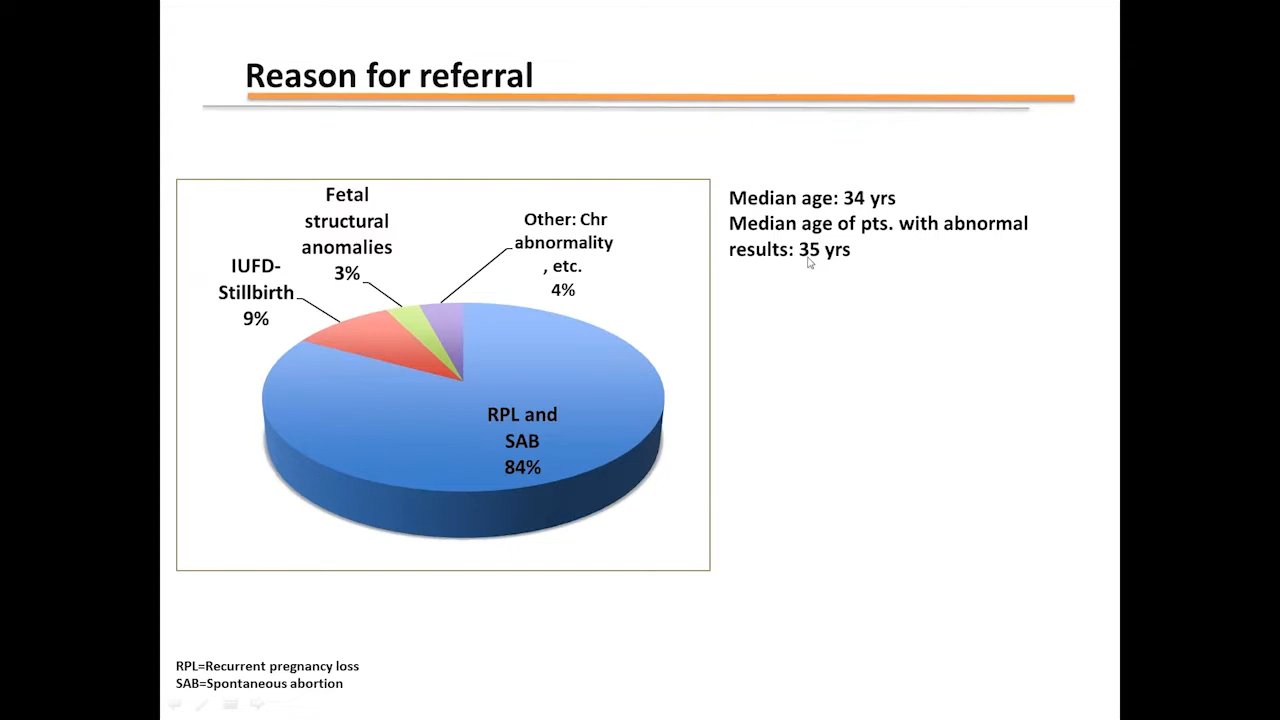 Reason for referral
Fetal
structural
anomalies
3%
Other: Chr
abnormality
, etc.
4%
IUFD-
Stillbirth
9%
RPL and
SAB
84%
Median age: 34 yrs
Median age of pts. with abnormal
results: 35 yrs
RPL=Recurrent pregnancy loss
SAB=Spontaneous abortion